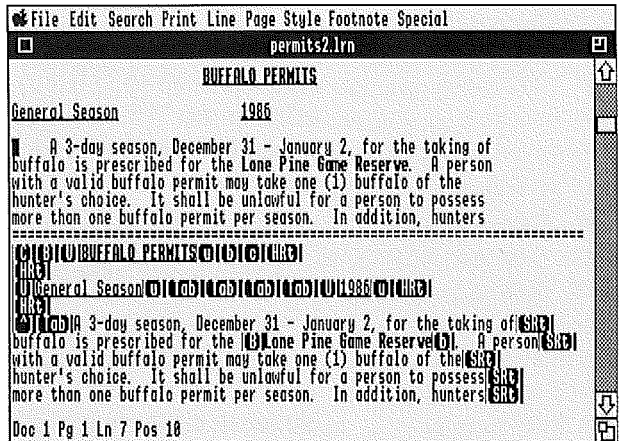 File Edit Search Print Line Page Style Footnote Special
permits2.lrn
BUFFALO PERMITS
General Season 1986
A 3-day season, December 31 - January 2, for the taking of
buffalo is prescribed for the Lone Pine Game Reserve. A person
with a valid buffalo permit may take one (1) buffalo of the
hunter's choice. It shall be unlawful for a person to possess
more than one buffalo permit per season. In addition, hunters
================================================================================
[C][B][U]BUFFALO PERMITS[u][b][c][HRt]
[HRt]
[U]General Season[u][Tab][Tab][Tab][Tab][U]1986[u][HRt]
[HRt]
[^][Tab]A 3-day season, December 31 - January 2, for the taking of[SRt]
buffalo is prescribed for the [B]Lone Pine Game Reserve[b]. A person[SRt]
with a valid buffalo permit may take one (1) buffalo of the[SRt]
hunter's choice. It shall be unlawful for a person to possess[SRt]
more than one buffalo permit per season. In addition, hunters[SRt]
Doc 1 Pg 1 Ln 7 Pos 10